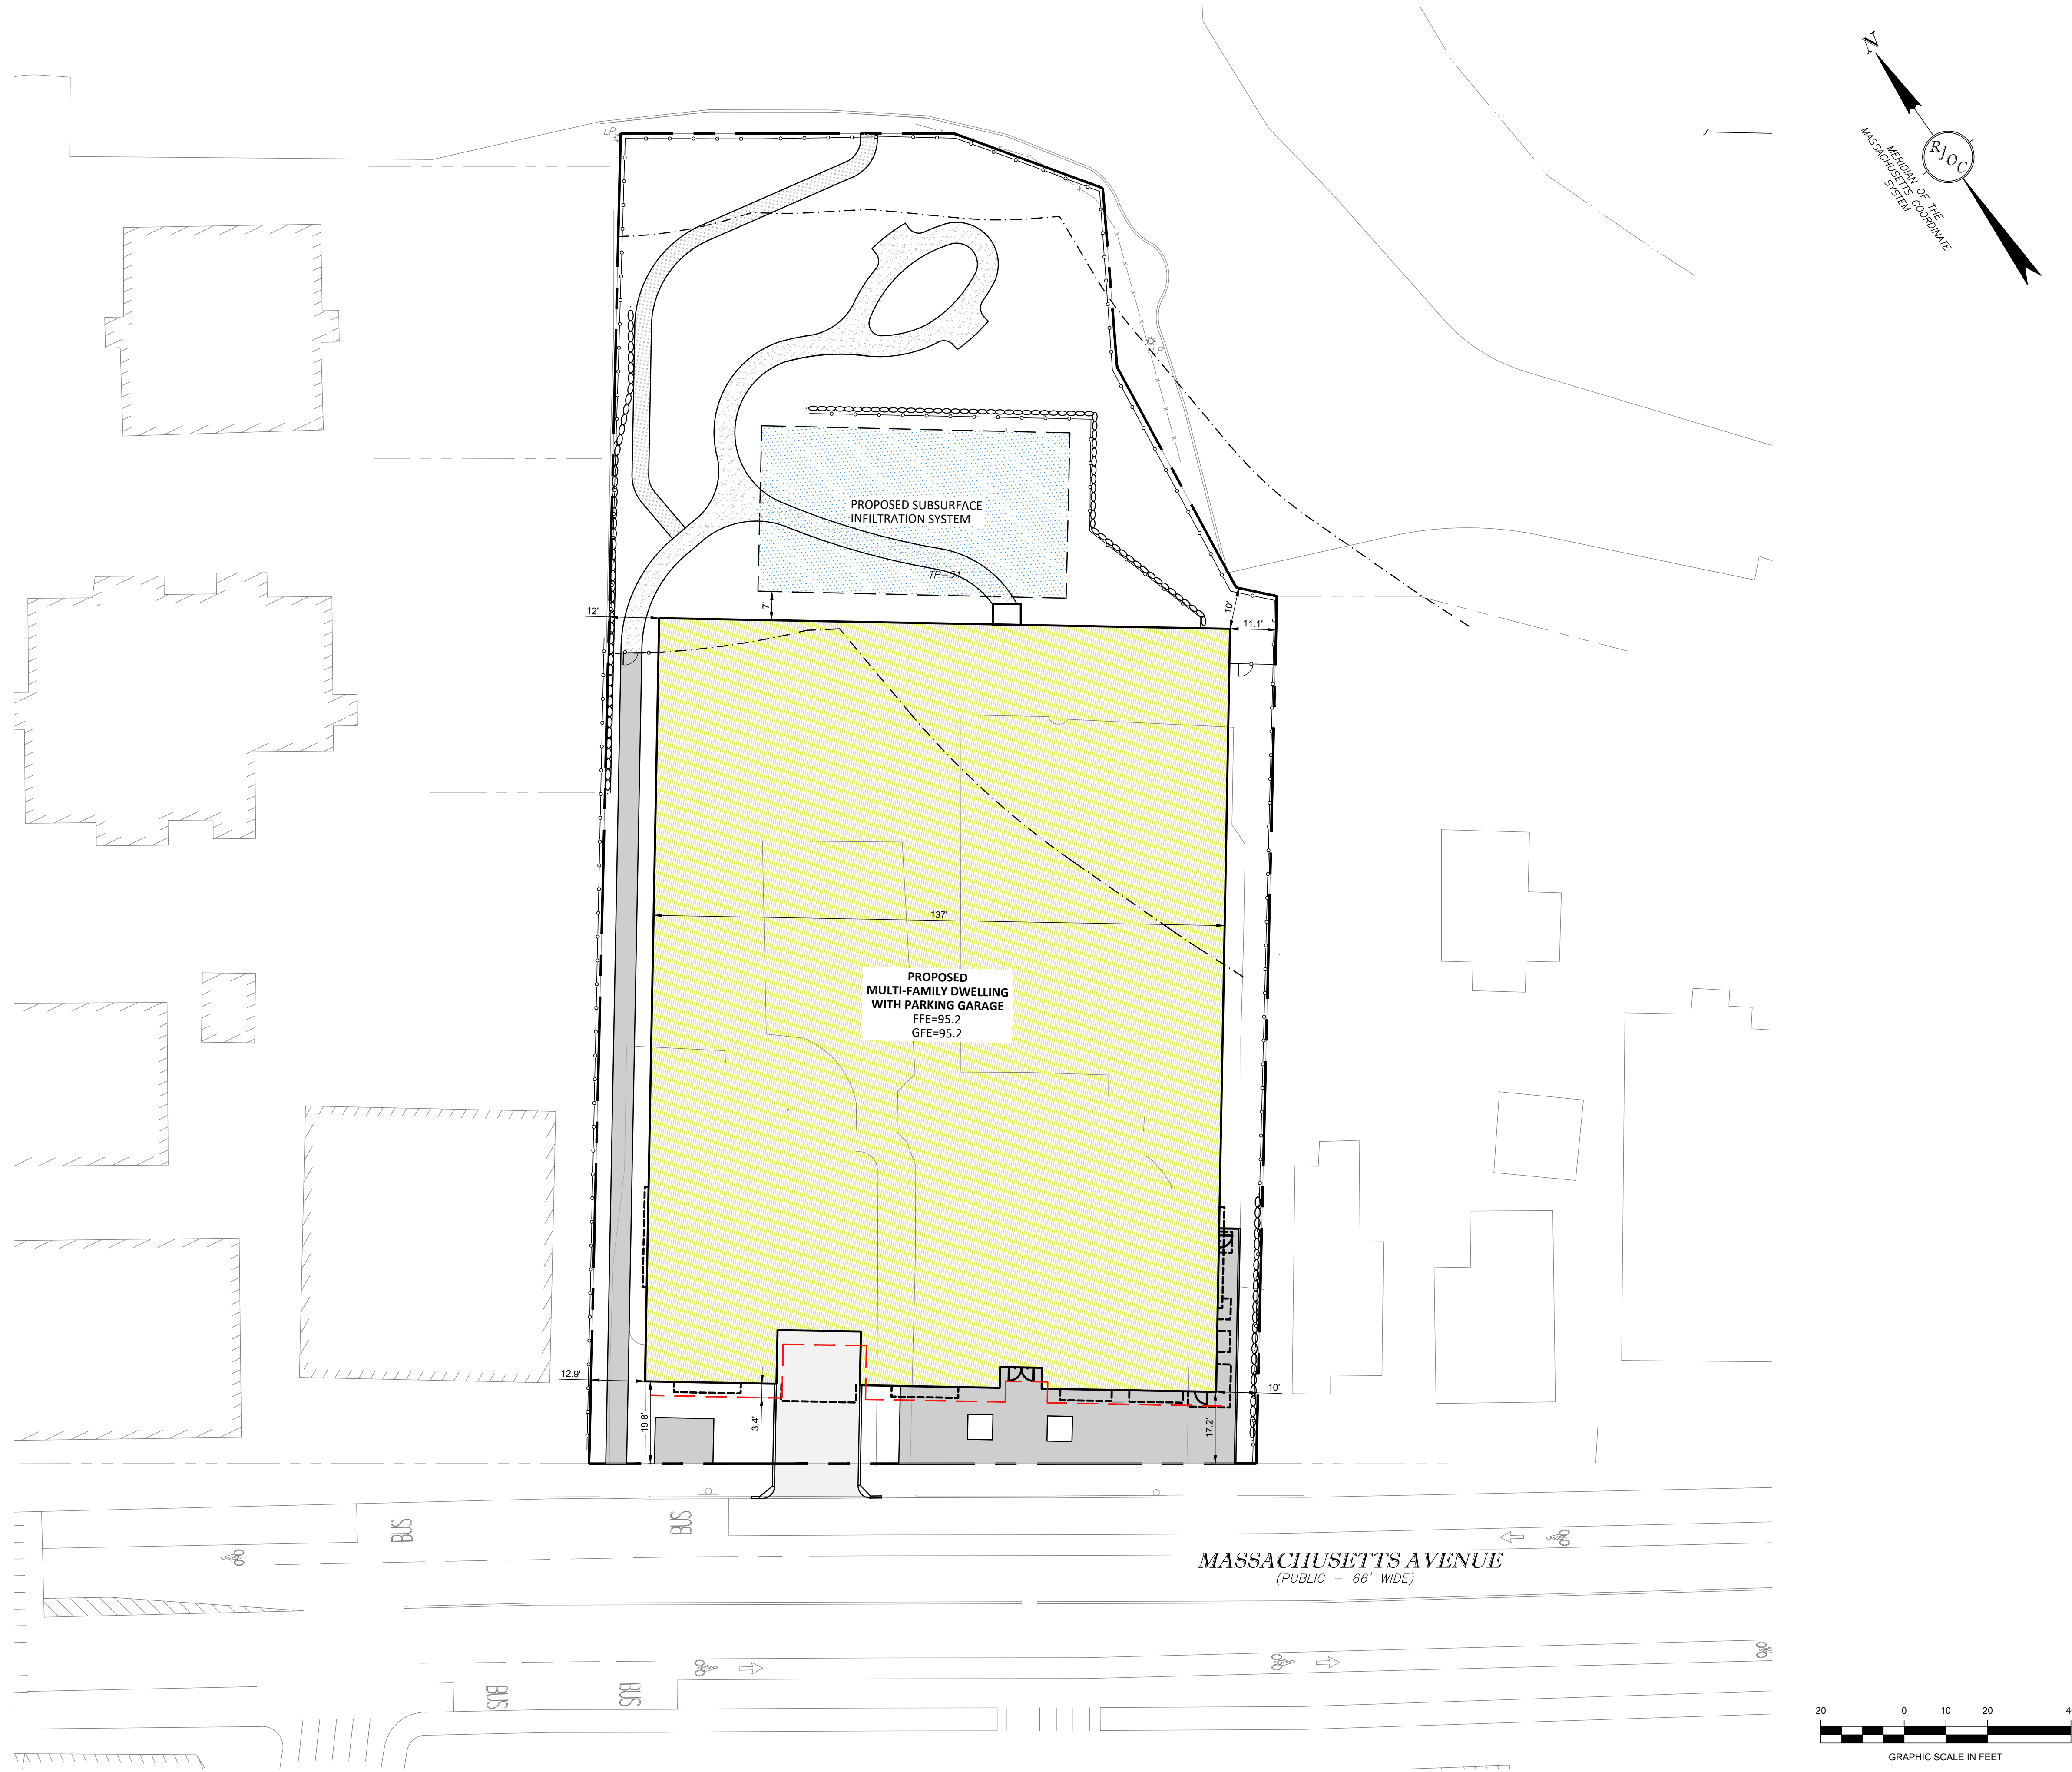 N
RJOC
MERIDIAN OF THE
MASSACHUSETTS COORDINATE
SYSTEM
LP
LP
PROPOSED SUBSURFACE
INFILTRATION SYSTEM
TP-01
12'
7'
10'
11.1'
137'
PROPOSED
MULTI-FAMILY DWELLING
WITH PARKING GARAGE
FFE=95.2
GFE=95.2
12.9'
19.8'
3.4'
17.2'
10'
BUS
BUS
MASSACHUSETTS AVENUE
(PUBLIC - 66' WIDE)
BUS
BUS
20
0
10
20
GRAPHIC SCALE IN FEET